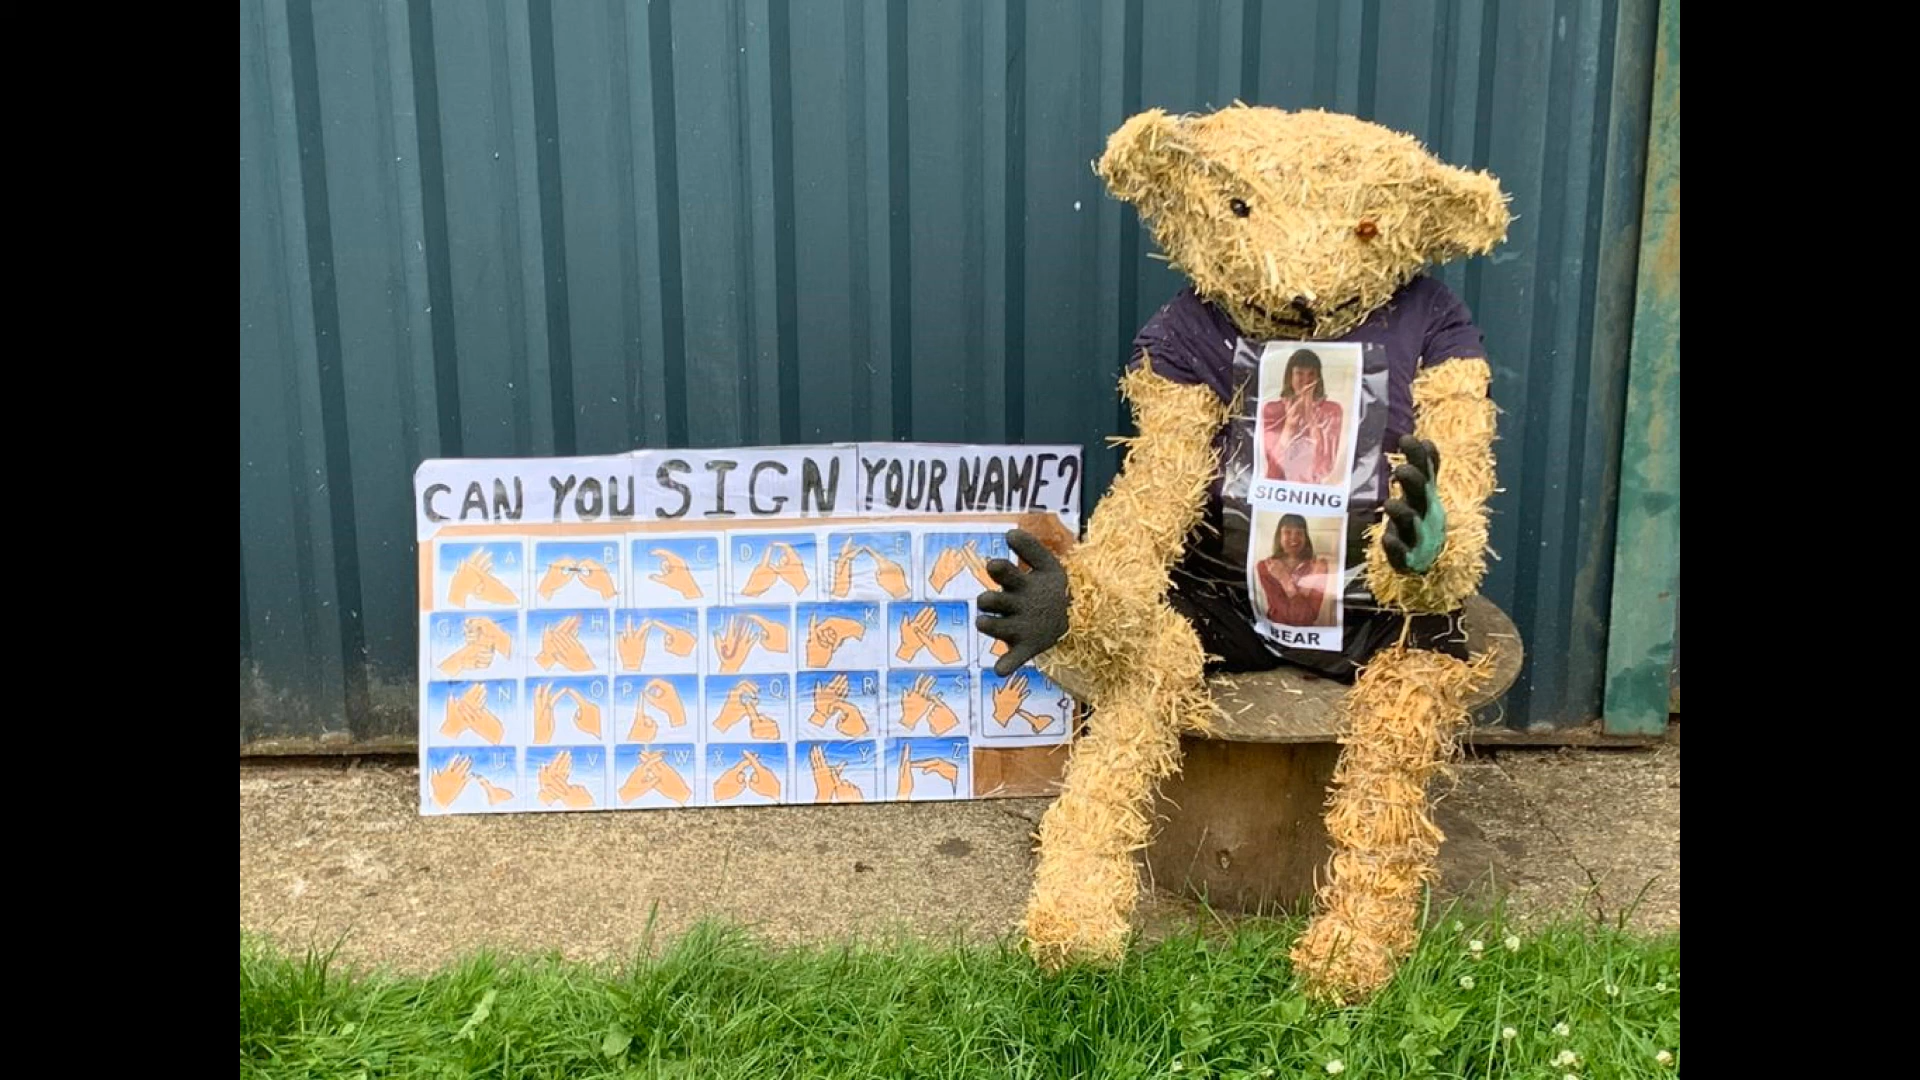 CAN YOU SIGN YOUR NAME?
A B C D E F
G H I J K L
N O P Q R S T
U V W X Y Z
SIGNING
BEAR